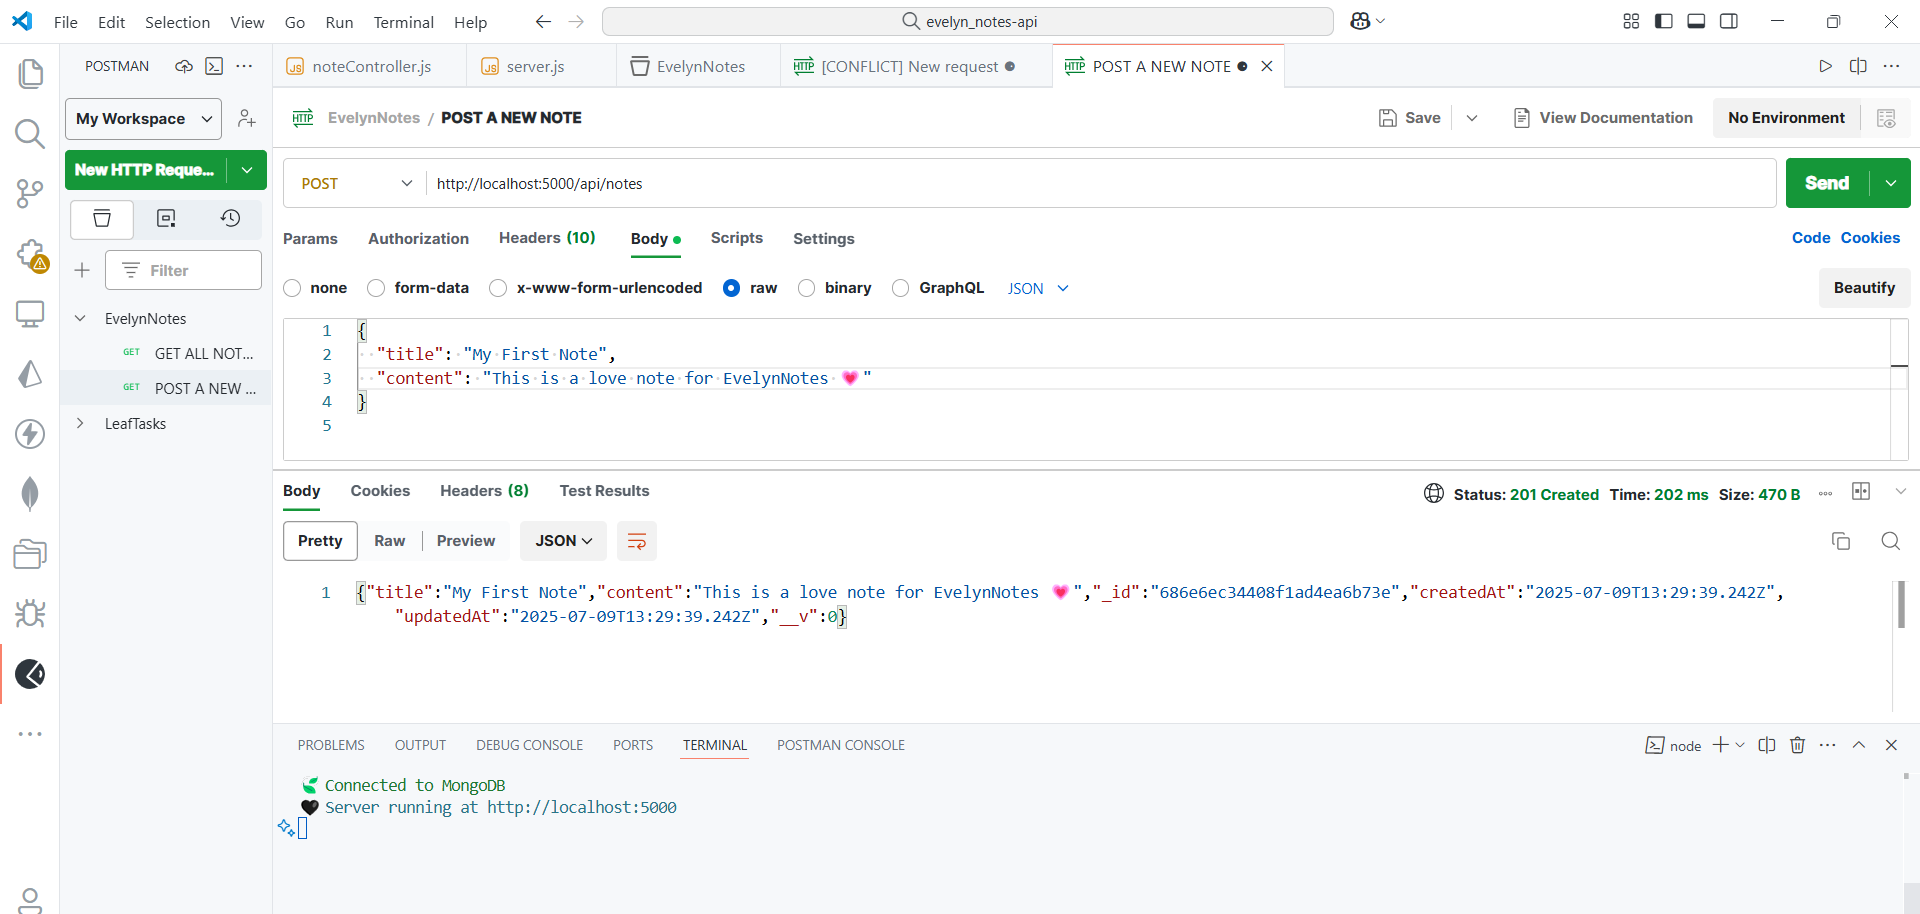 File Edit Selection View Go Run Terminal Help
evelyn_notes-api
POSTMAN
noteController.js
server.js
EvelynNotes
[CONFLICT] New request
POST A NEW NOTE
My Workspace
New HTTP Reque...
Filter
EvelynNotes
GET GET ALL NOT...
GET POST A NEW ...
LeafTasks
EvelynNotes / POST A NEW NOTE
Save
View Documentation
No Environment
POST
http://localhost:5000/api/notes
Send
Params Authorization Headers (10) Body Scripts Settings
Code Cookies
none form-data x-www-form-urlencoded raw binary GraphQL JSON
Beautify
1 {
2 "title": "My First Note",
3 "content": "This is a love note for EvelynNotes 💗"
4 }
5
Body Cookies Headers (8) Test Results
Status: 201 Created Time: 202 ms Size: 470 B
Pretty Raw Preview JSON
1 {"title":"My First Note","content":"This is a love note for EvelynNotes 💗","_id":"686e6ec34408f1ad4ea6b73e","createdAt":"2025-07-09T13:29:39.242Z",
"updatedAt":"2025-07-09T13:29:39.242Z","__v":0}
PROBLEMS OUTPUT DEBUG CONSOLE PORTS TERMINAL POSTMAN CONSOLE
node
🍃 Connected to MongoDB
🖤 Server running at http://localhost:5000